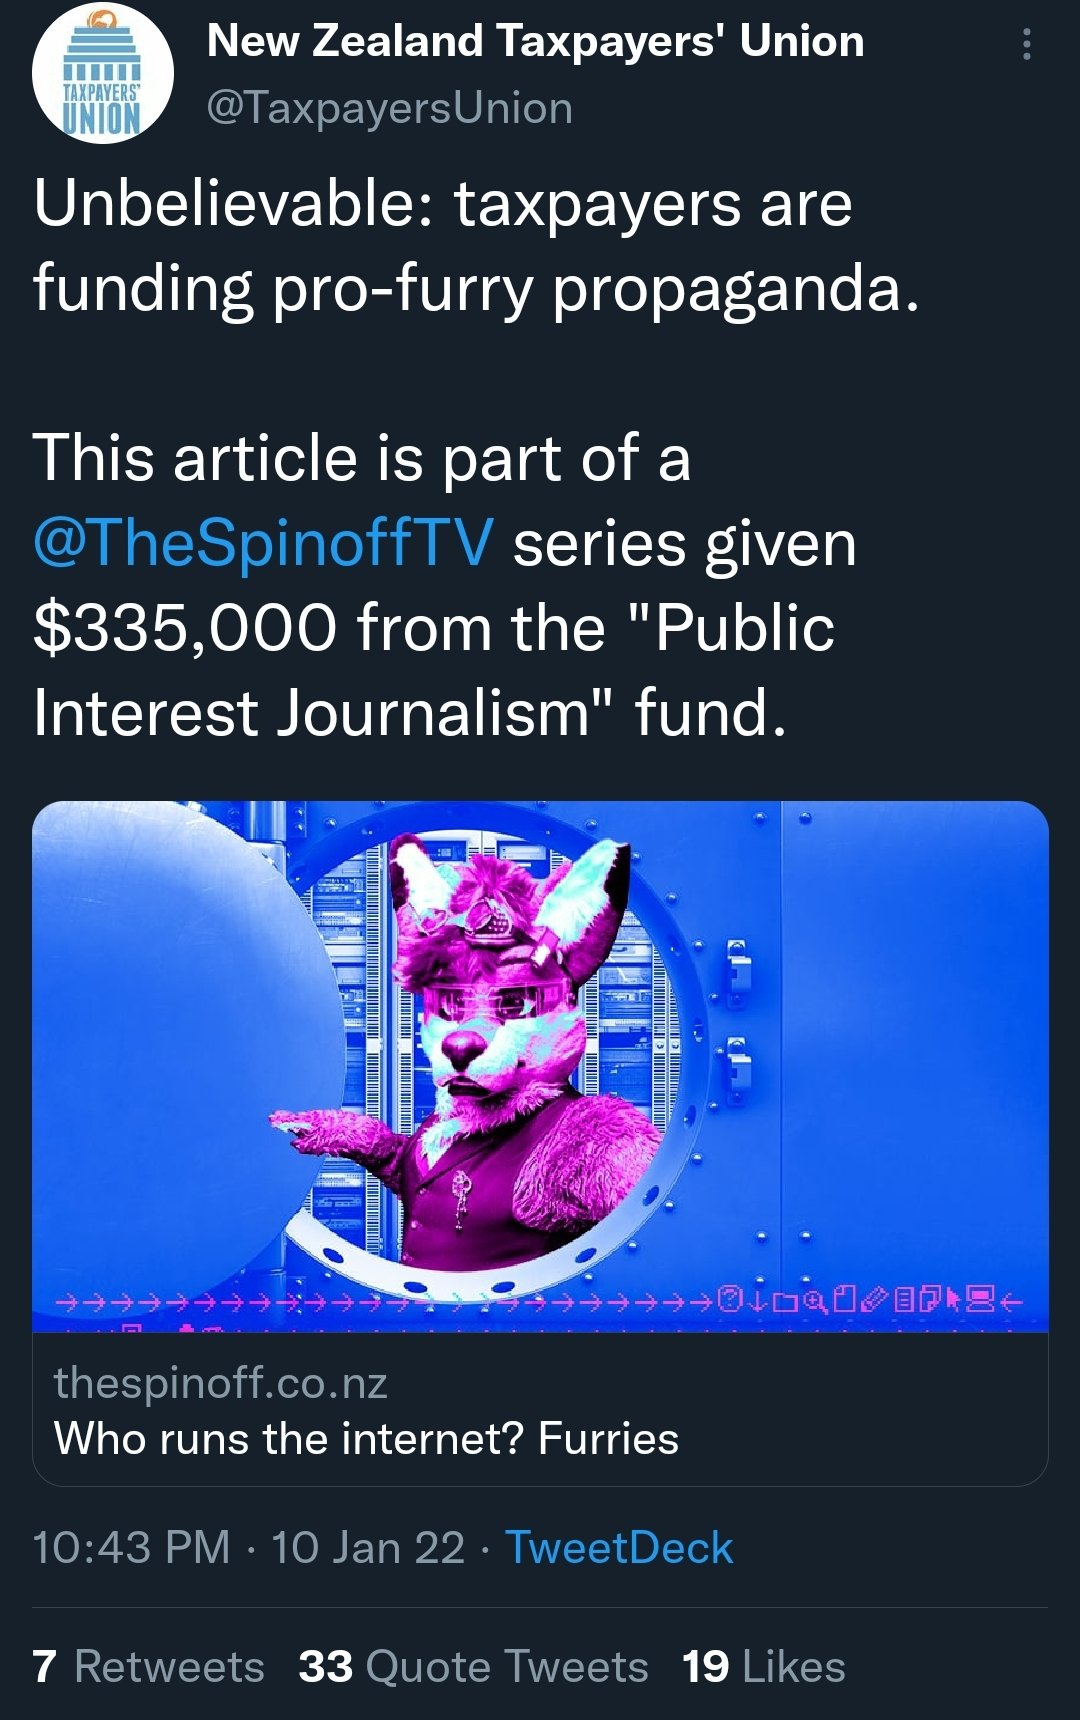 TAXPAYERS'
UNION
New Zealand Taxpayers' Union
@TaxpayersUnion
Unbelievable: taxpayers are
funding pro-furry propaganda.
This article is part of a
@TheSpinoffTV series given
$335,000 from the "Public
Interest Journalism" fund.
thespinoff.co.nz
Who runs the internet? Furries
10:43 PM · 10 Jan 22 · TweetDeck
7 Retweets 33 Quote Tweets 19 Likes